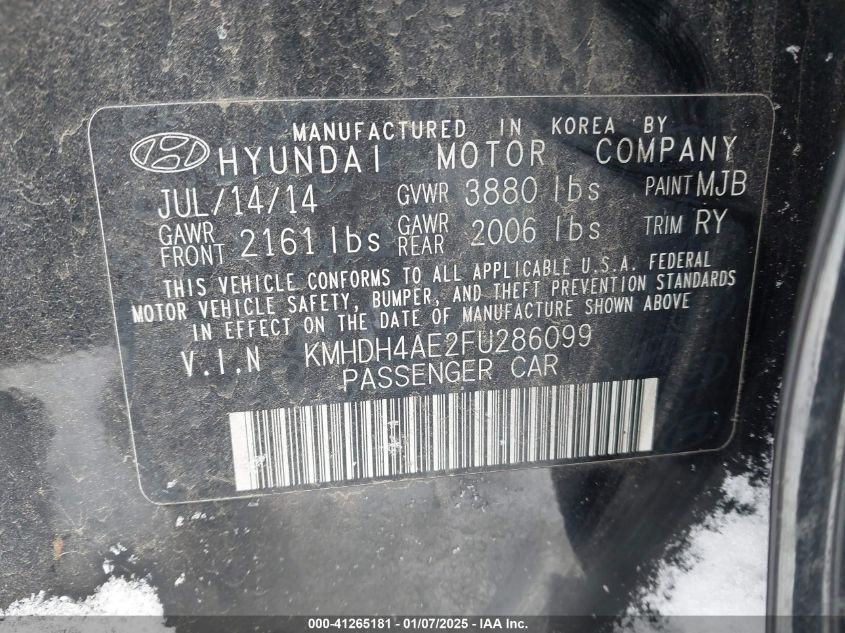 MANUFACTURED IN KOREA BY
HYUNDAI MOTOR COMPANY
JUL/14/14 GVWR 3880 lbs PAINT MJB
GAWR FRONT 2161 lbs GAWR REAR 2006 lbs TRIM RY
THIS VEHICLE CONFORMS TO ALL APPLICABLE U.S.A. FEDERAL
MOTOR VEHICLE SAFETY, BUMPER, AND THEFT PREVENTION STANDARDS
IN EFFECT ON THE DATE OF MANUFACTURE SHOWN ABOVE
V.I.N KMHDH4AE2FU286099
PASSENGER CAR
000-41265181 - 01/07/2025 - IAA Inc.